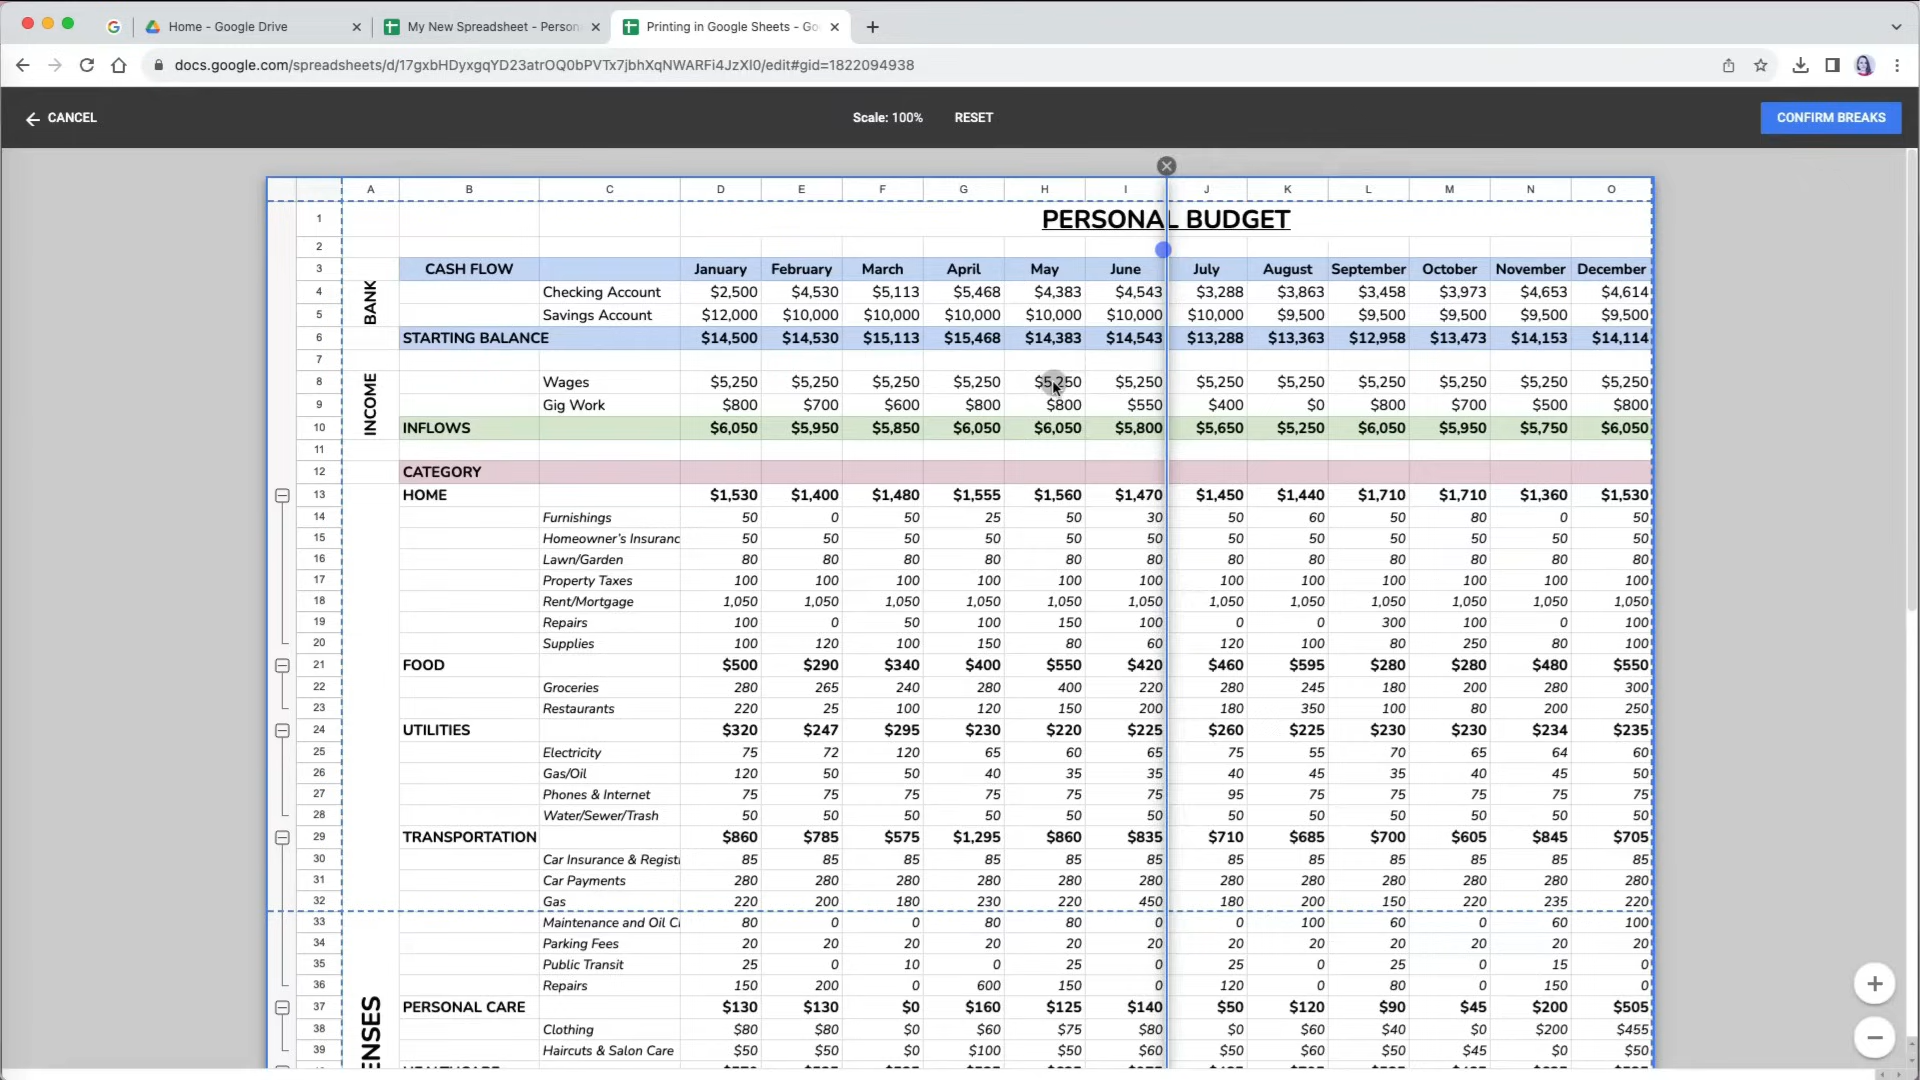 Home - Google Drive
My New Spreadsheet - Person
Printing in Google Sheets - Go
docs.google.com/spreadsheets/d/17gxbHDyxgqYD23atrOQ0bPVTx7jbhXqNWARFi4JzXI0/edit#gid=1822094938
CANCEL
Scale: 100%
RESET
CONFIRM BREAKS
A B C D E F G H I J K L M N O
1 PERSONAL BUDGET
2
3 CASH FLOW January February March April May June July August September October November December
BANK
4 Checking Account $2,500 $4,530 $5,113 $5,468 $4,383 $4,543 $3,288 $3,863 $3,458 $3,973 $4,653 $4,614
5 Savings Account $12,000 $10,000 $10,000 $10,000 $10,000 $10,000 $10,000 $9,500 $9,500 $9,500 $9,500 $9,500
6 STARTING BALANCE $14,500 $14,530 $15,113 $15,468 $14,383 $14,543 $13,288 $13,363 $12,958 $13,473 $14,153 $14,114
7
INCOME
8 Wages $5,250 $5,250 $5,250 $5,250 $5,250 $5,250 $5,250 $5,250 $5,250 $5,250 $5,250 $5,250
9 Gig Work $800 $700 $600 $800 $800 $550 $400 $0 $800 $700 $500 $800
10 INFLOWS $6,050 $5,950 $5,850 $6,050 $6,050 $5,800 $5,650 $5,250 $6,050 $5,950 $5,750 $6,050
11
12 CATEGORY
13 HOME $1,530 $1,400 $1,480 $1,555 $1,560 $1,470 $1,450 $1,440 $1,710 $1,710 $1,360 $1,530
14 Furnishings 50 0 50 25 50 30 50 60 50 80 0 50
15 Homeowner's Insuranc 50 50 50 50 50 50 50 50 50 50 50 50
16 Lawn/Garden 80 80 80 80 80 80 80 80 80 80 80 80
17 Property Taxes 100 100 100 100 100 100 100 100 100 100 100 100
18 Rent/Mortgage 1,050 1,050 1,050 1,050 1,050 1,050 1,050 1,050 1,050 1,050 1,050 1,050
19 Repairs 100 0 50 100 150 100 0 0 300 100 0 100
20 Supplies 100 120 100 150 80 60 120 100 80 250 80 100
21 FOOD $500 $290 $340 $400 $550 $420 $460 $595 $280 $280 $480 $550
22 Groceries 280 265 240 280 400 220 280 245 180 200 280 300
23 Restaurants 220 25 100 120 150 200 180 350 100 80 200 250
24 UTILITIES $320 $247 $295 $230 $220 $225 $260 $225 $230 $230 $234 $235
25 Electricity 75 72 120 65 60 65 75 55 70 65 64 60
26 Gas/Oil 120 50 50 40 35 35 40 45 35 40 45 50
27 Phones & Internet 75 75 75 75 75 75 95 75 75 75 75 75
28 Water/Sewer/Trash 50 50 50 50 50 50 50 50 50 50 50 50
29 TRANSPORTATION $860 $785 $575 $1,295 $860 $835 $710 $685 $700 $605 $845 $705
30 Car Insurance & Regist 85 85 85 85 85 85 85 85 85 85 85 85
31 Car Payments 280 280 280 280 280 280 280 280 280 280 280 280
32 Gas 220 200 180 230 220 450 180 200 150 220 235 220
33 Maintenance and Oil C 80 0 0 80 80 0 0 100 60 0 60 100
34 Parking Fees 20 20 20 20 20 20 20 20 20 20 20 20
35 Public Transit 25 0 10 0 25 0 25 0 25 0 15 0
36 Repairs 150 200 0 600 150 0 120 0 80 0 150 0
37 PERSONAL CARE $130 $130 $0 $160 $125 $140 $50 $120 $90 $45 $200 $505
ENSES
38 Clothing $80 $80 $0 $60 $75 $80 $0 $60 $40 $0 $200 $455
39 Haircuts & Salon Care $50 $50 $0 $100 $50 $60 $50 $60 $50 $45 $0 $50